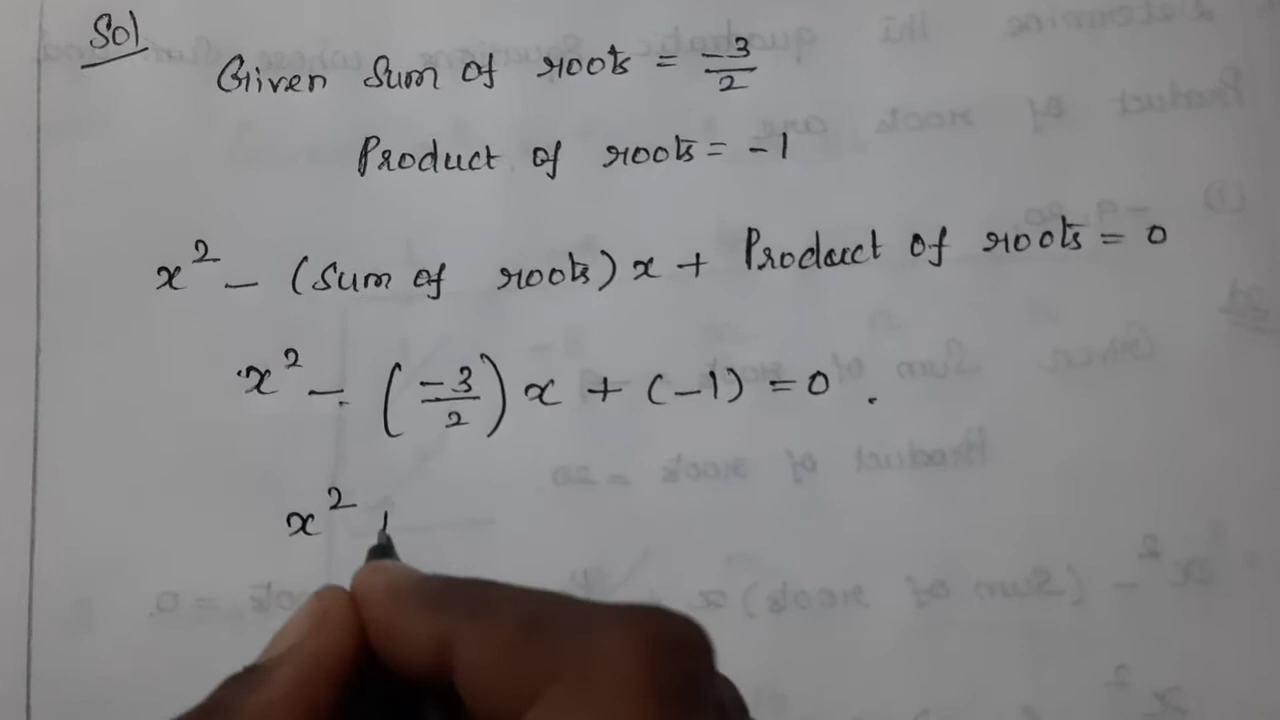 Sol
Given Sum of roots = -3/2
Product of roots = -1
x² - (Sum of roots) x + Product of roots = 0
x² - (-3/2) x + (-1) = 0 .
x²